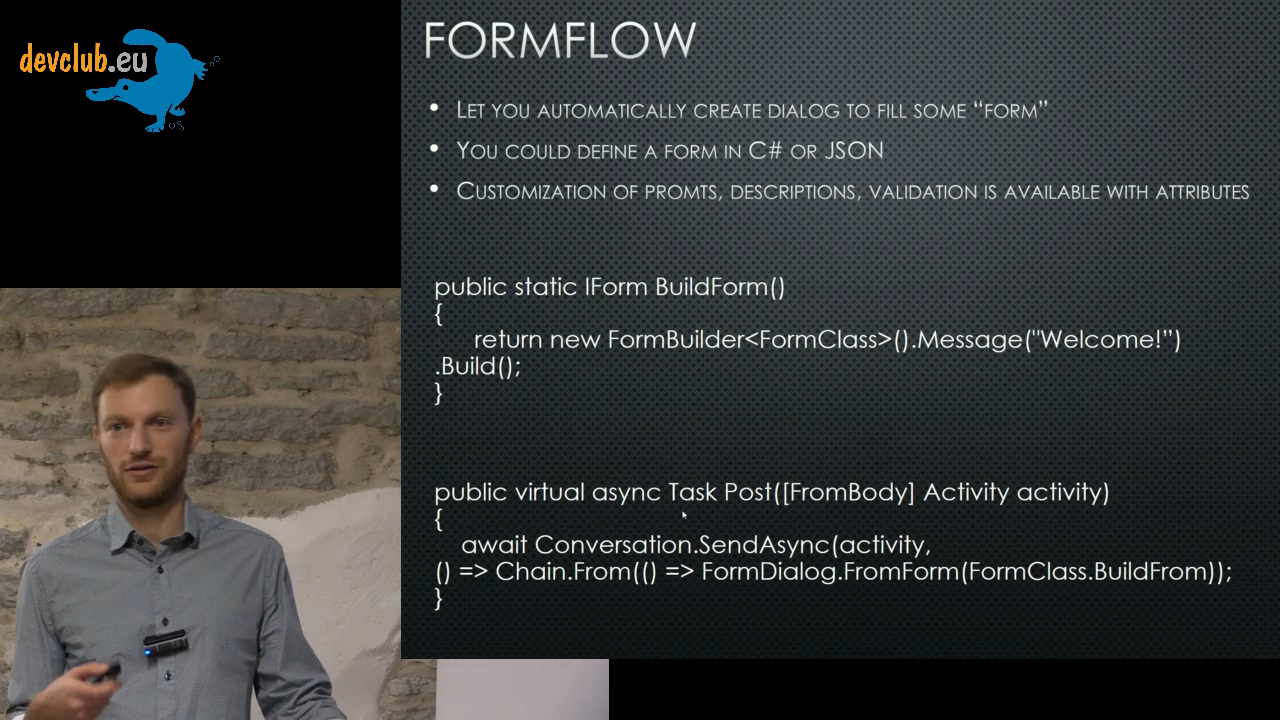 devclub.eu
FORMFLOW
• LET YOU AUTOMATICALLY CREATE DIALOG TO FILL SOME “FORM”
• YOU COULD DEFINE A FORM IN C# OR JSON
• CUSTOMIZATION OF PROMTS, DESCRIPTIONS, VALIDATION IS AVAILABLE WITH ATTRIBUTES
public static IForm BuildForm()
{
return new FormBuilder<FormClass>().Message("Welcome!”)
.Build();
}
public virtual async Task Post([FromBody] Activity activity)
{
await Conversation.SendAsync(activity,
() => Chain.From(() => FormDialog.FromForm(FormClass.BuildFrom));
}